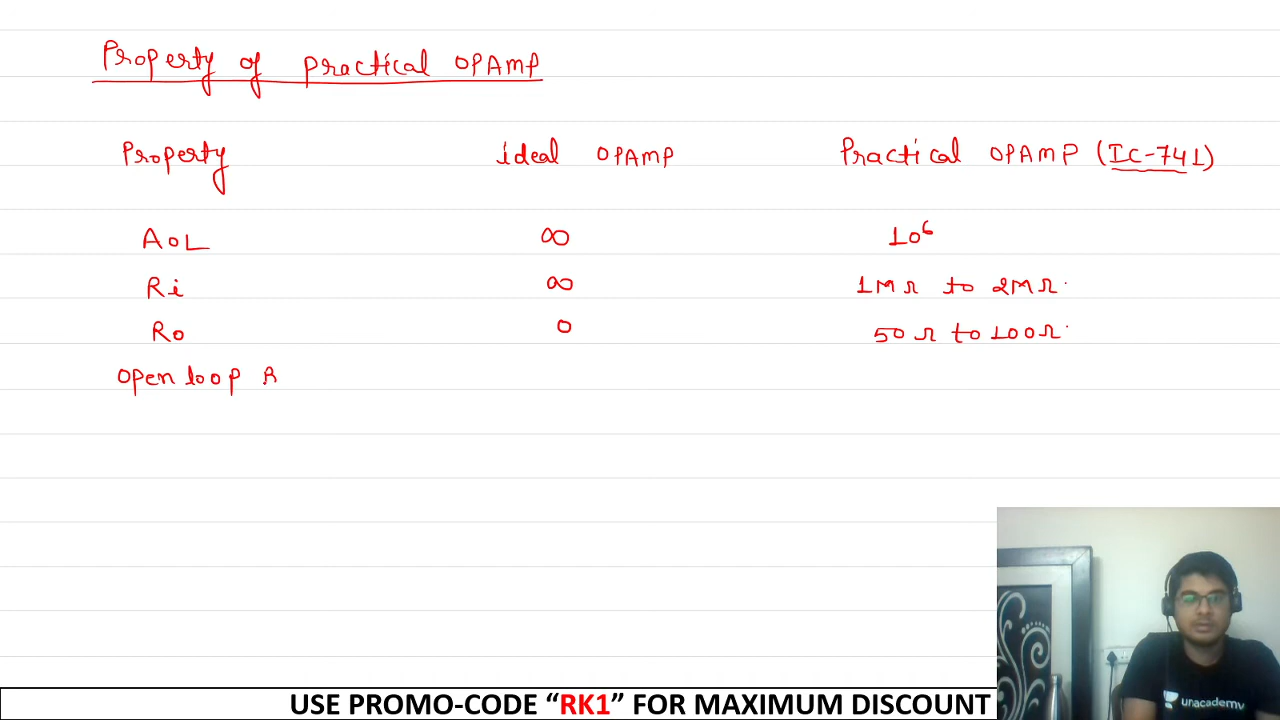 Property of practical OPAMP
Property ideal OPAMP Practical OPAMP (IC-741)
AOL ∞ 10⁶
Ri ∞ 1MΩ to 2MΩ
Ro 0 50Ω to 100Ω
Open loop B
unacademy
USE PROMO-CODE “RK1” FOR MAXIMUM DISCOUNT